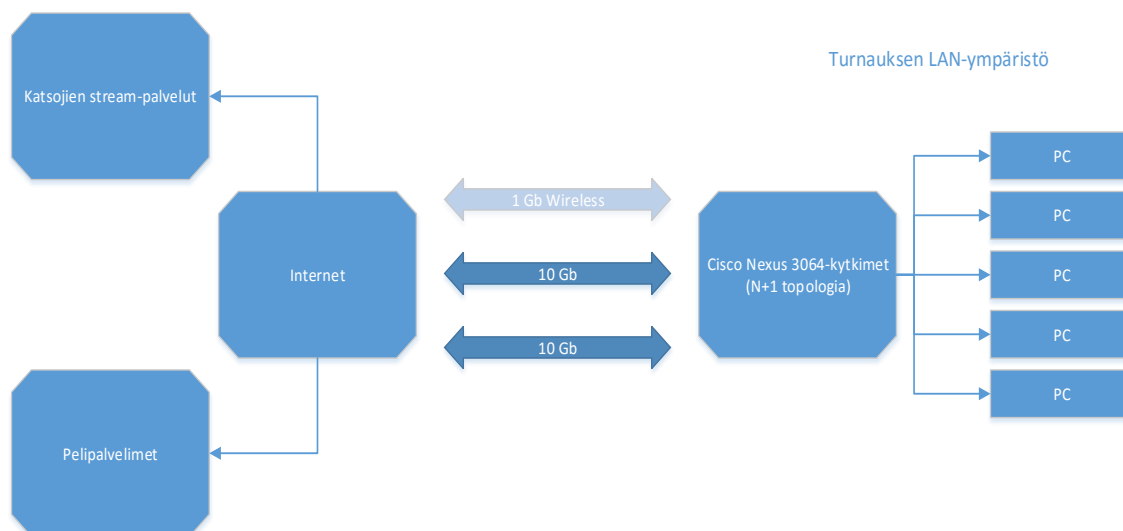 Katsojien stream-palvelut
Turnauksen LAN-ympäristö
Internet
Pelipalvelimet
1 Gb Wireless
10 Gb
10 Gb
Cisco Nexus 3064-kytkimet
(N+1 topologia)
PC
PC
PC
PC
PC